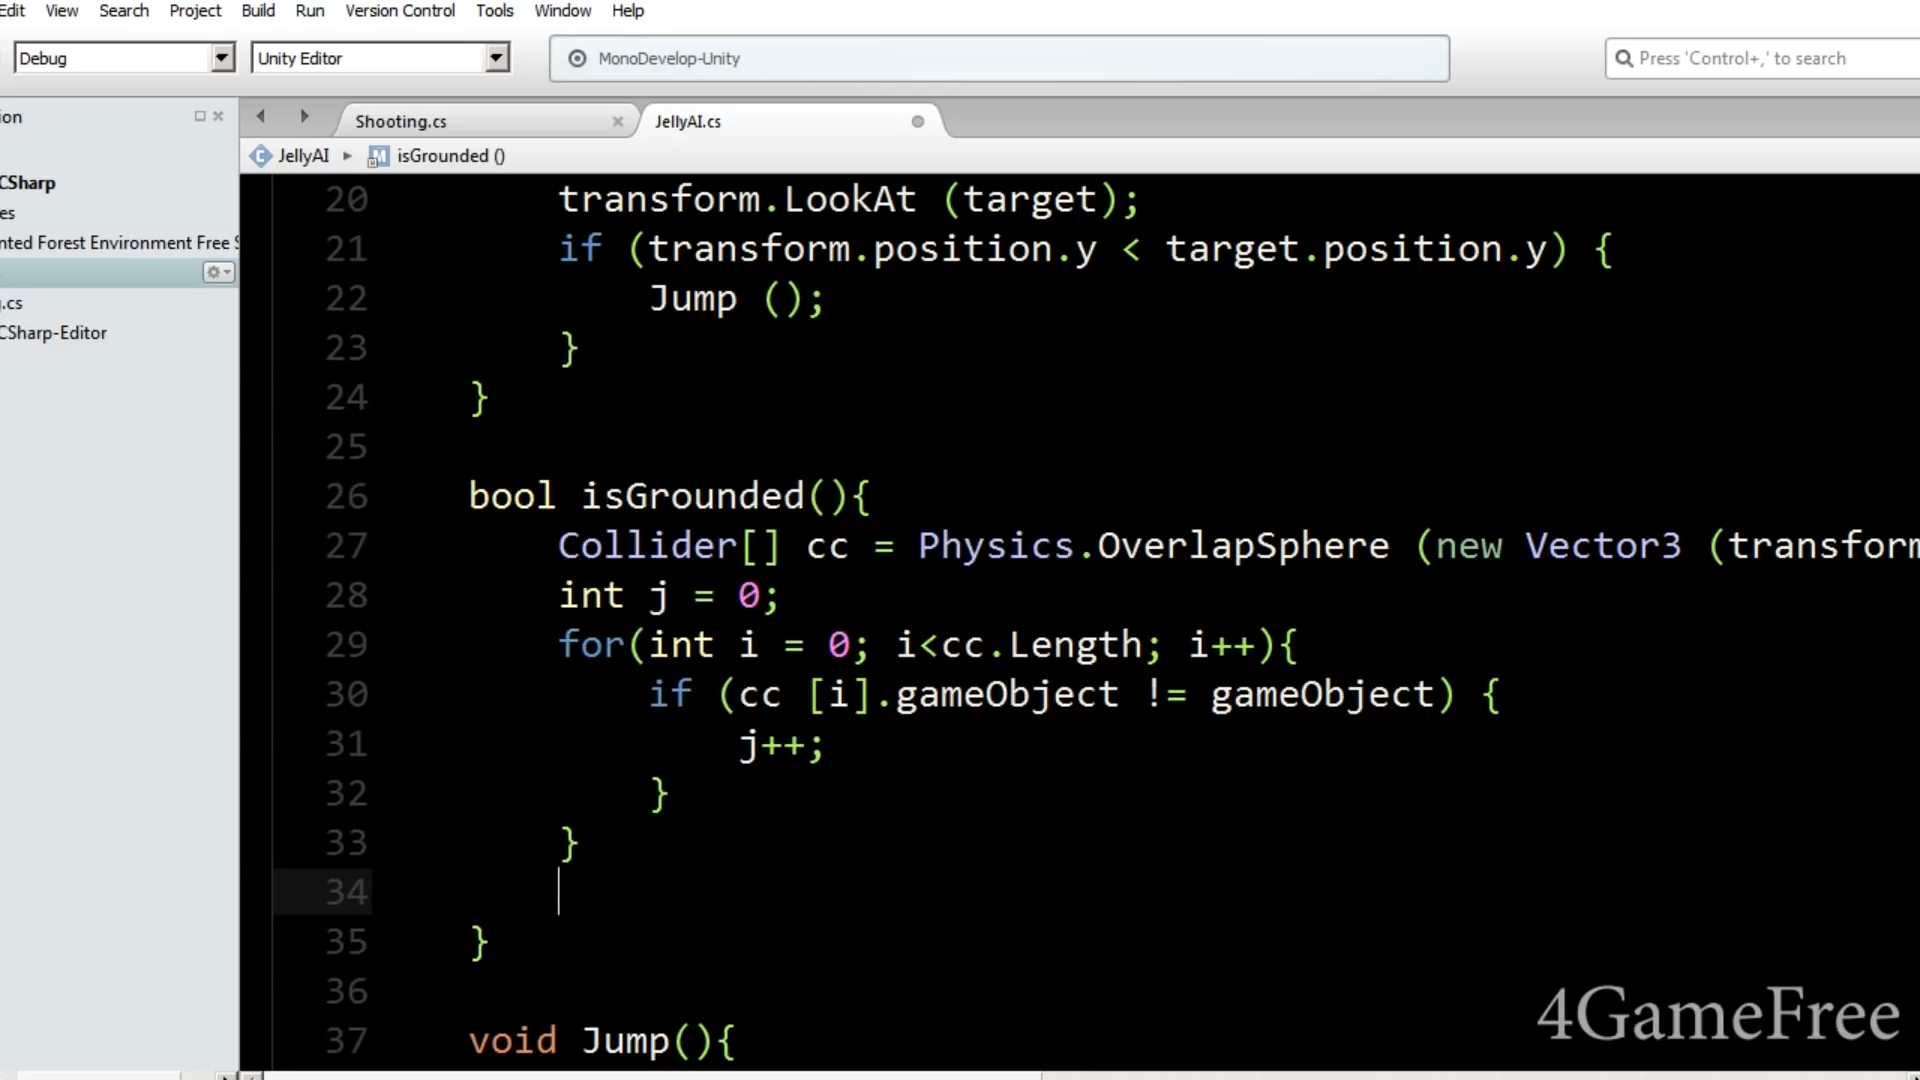 Edit View Search Project Build Run Version Control Tools Window Help
Debug Unity Editor MonoDevelop-Unity Press 'Control+,' to search
ion Shooting.cs JellyAI.cs
JellyAI isGrounded ()
CSharp
es
nted Forest Environment Free S
.cs
CSharp-Editor
20 transform.LookAt (target);
21 if (transform.position.y < target.position.y) {
22 Jump ();
23 }
24 }
25
26 bool isGrounded(){
27 Collider[] cc = Physics.OverlapSphere (new Vector3 (transform
28 int j = 0;
29 for(int i = 0; i<cc.Length; i++){
30 if (cc [i].gameObject != gameObject) {
31 j++;
32 }
33 }
34
35 }
36
37 void Jump(){
4GameFree